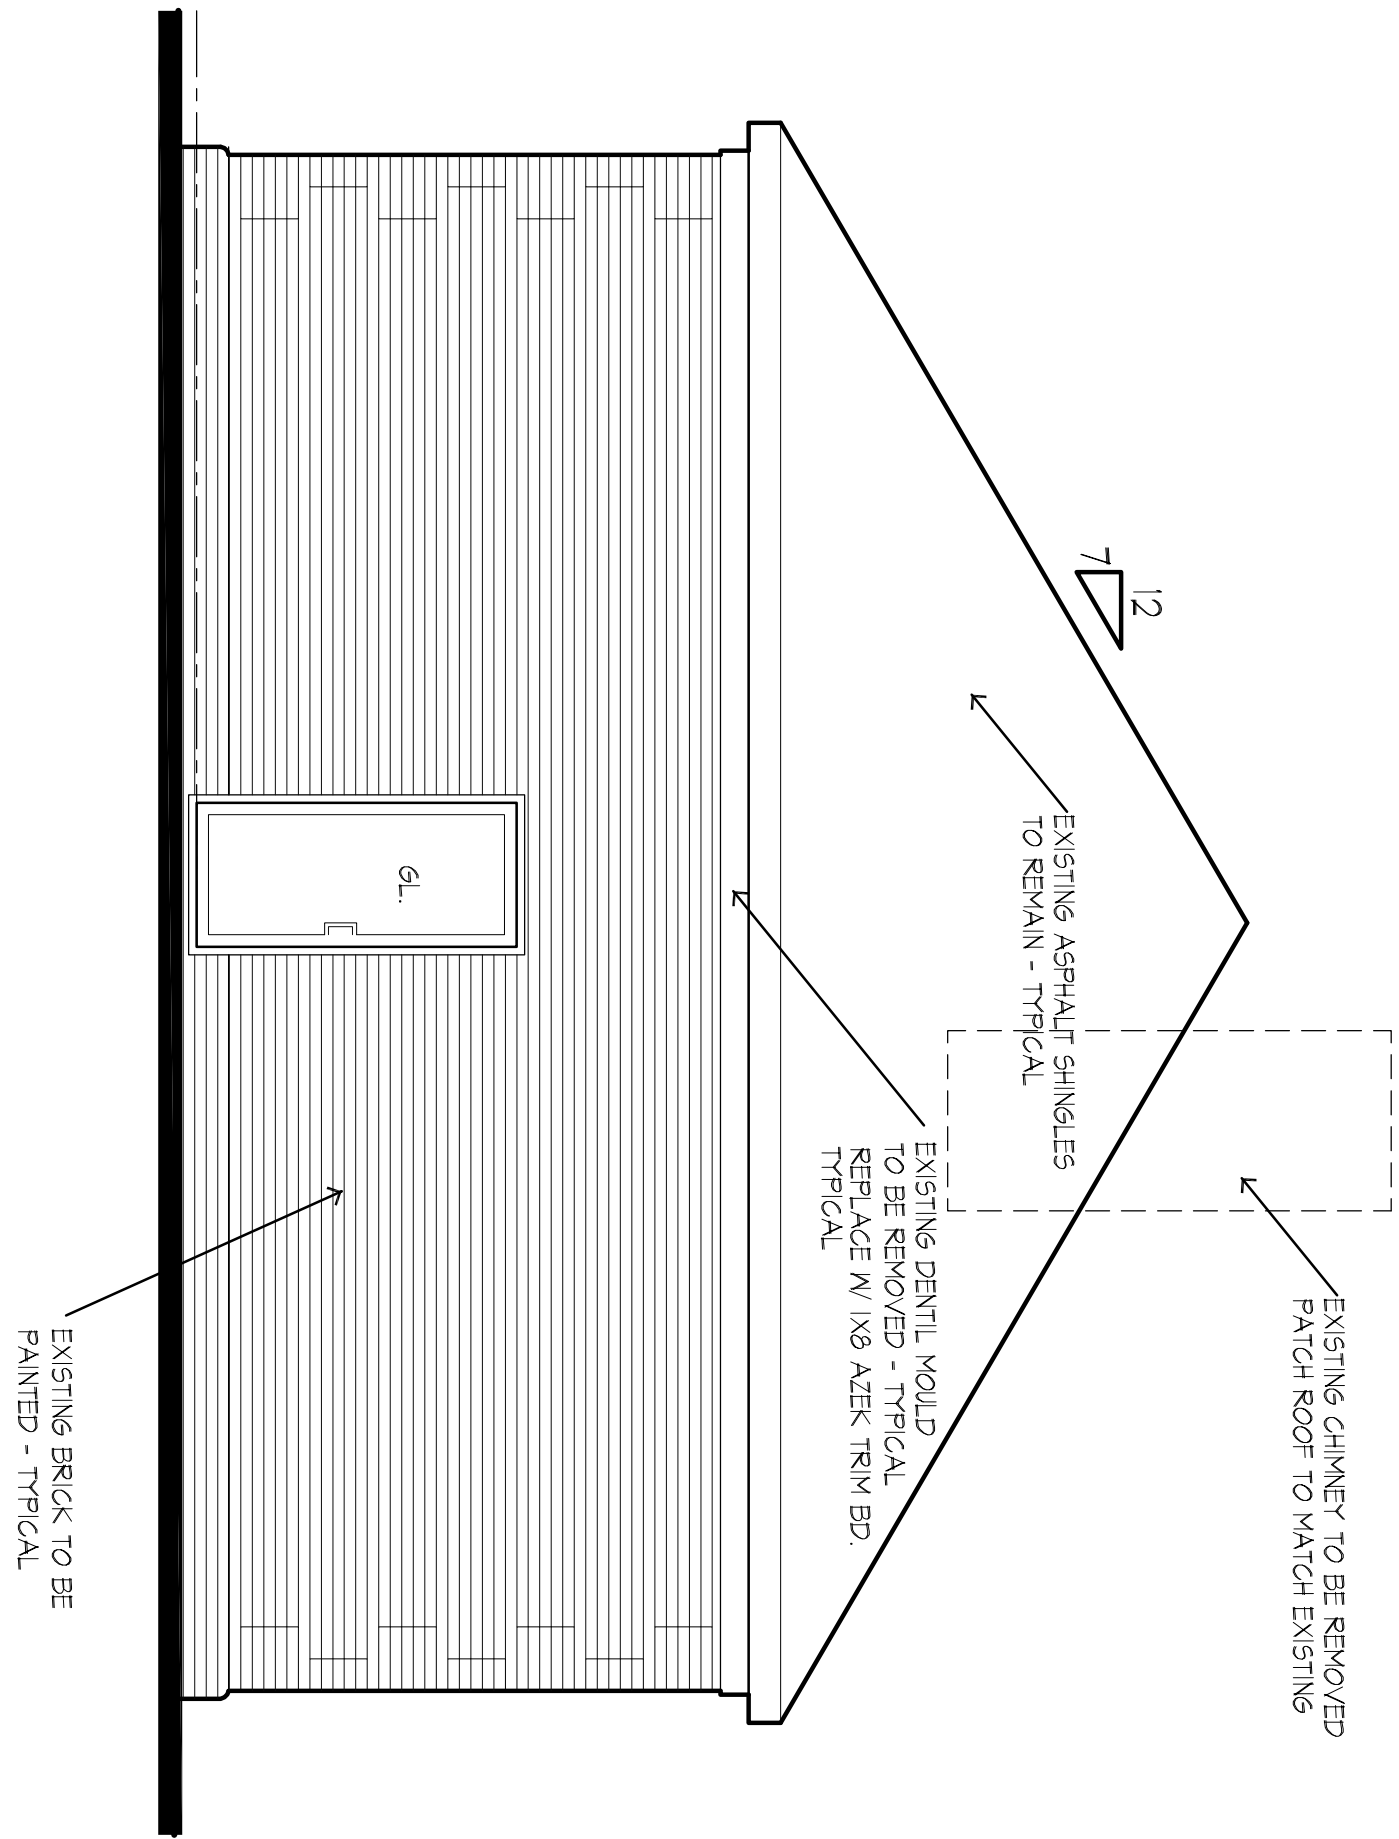 EXISTING CHIMNEY TO BE REMOVED
PATCH ROOF TO MATCH EXISTING
12
7
EXISTING ASPHALT SHINGLES
TO REMAIN - TYPICAL
EXISTING DENTIL MOULD
TO BE REMOVED - TYPICAL
REPLACE W/ 1X8 AZEK TRIM BD.
TYPICAL
GL.
EXISTING BRICK TO BE
PAINTED - TYPICAL